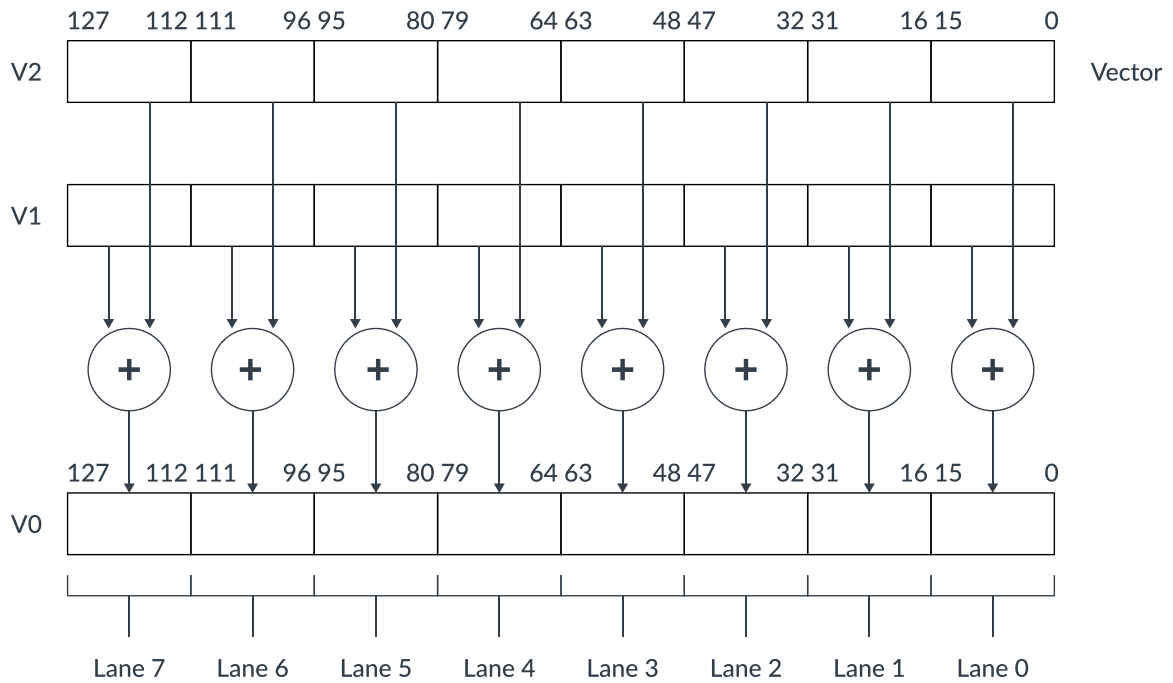 127 112 111 96 95 80 79 64 63 48 47 32 31 16 15 0
V2 Vector
V1
+ + + + + + + +
127 112 111 96 95 80 79 64 63 48 47 32 31 16 15 0
V0
Lane 7 Lane 6 Lane 5 Lane 4 Lane 3 Lane 2 Lane 1 Lane 0